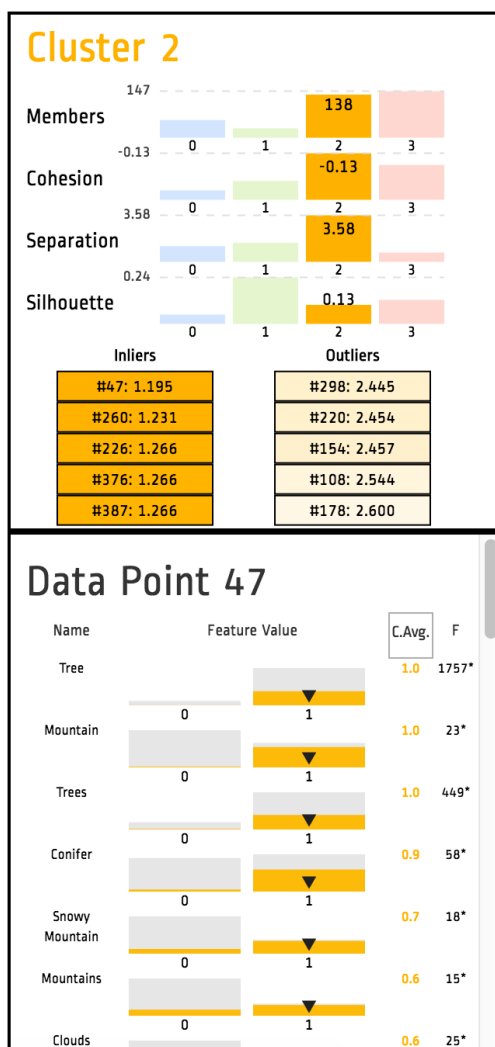 Cluster 2
147
Members
138
0 1 2 3
-0.13
Cohesion
-0.13
0 1 2 3
3.58
Separation
3.58
0 1 2 3
0.24
Silhouette
0.13
0 1 2 3
Inliers Outliers
#47: 1.195 #298: 2.445
#260: 1.231 #220: 2.454
#226: 1.266 #154: 2.457
#376: 1.266 #108: 2.544
#387: 1.266 #178: 2.600
Data Point 47
Name Feature Value C.Avg. F
Tree 1.0 1757*
0 1
Mountain 1.0 23*
0 1
Trees 1.0 449*
0 1
Conifer 0.9 58*
0 1
Snowy 0.7 18*
Mountain
0 1
Mountains 0.6 15*
0 1
Clouds 0.6 25*